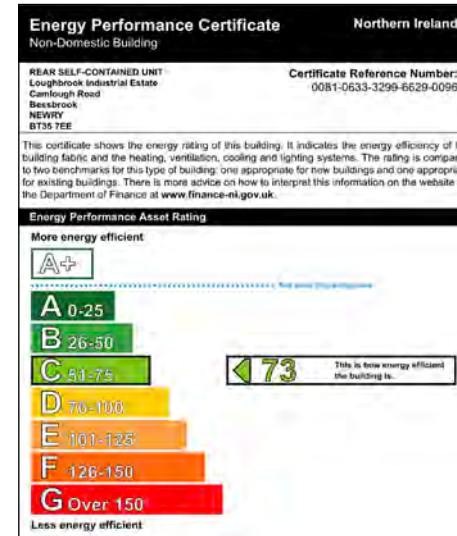 Energy Performance Certificate
Northern Ireland
Non-Domestic Building
REAR SELF-CONTAINED UNIT
Loughbrook Industrial Estate
Camlough Road
Bessbrook
NEWRY
BT35 7EE
Certificate Reference Number:
0081-0633-3299-6629-0096
This certificate shows the energy rating of this building. It indicates the energy efficiency of
building fabric and the heating, ventilation, cooling and lighting systems. The rating is compar
to two benchmarks for this type of building: one appropriate for new buildings and one appropri
for existing buildings. There is more advice on how to interpret this information on the website
the Department of Finance at www.finance-ni.gov.uk.
Energy Performance Asset Rating
More energy efficient
A+
A 0-25
B 26-50
C 51-75
73
This is how energy efficient
the building is.
D 76-100
E 101-125
F 126-150
G Over 150
Less energy efficient